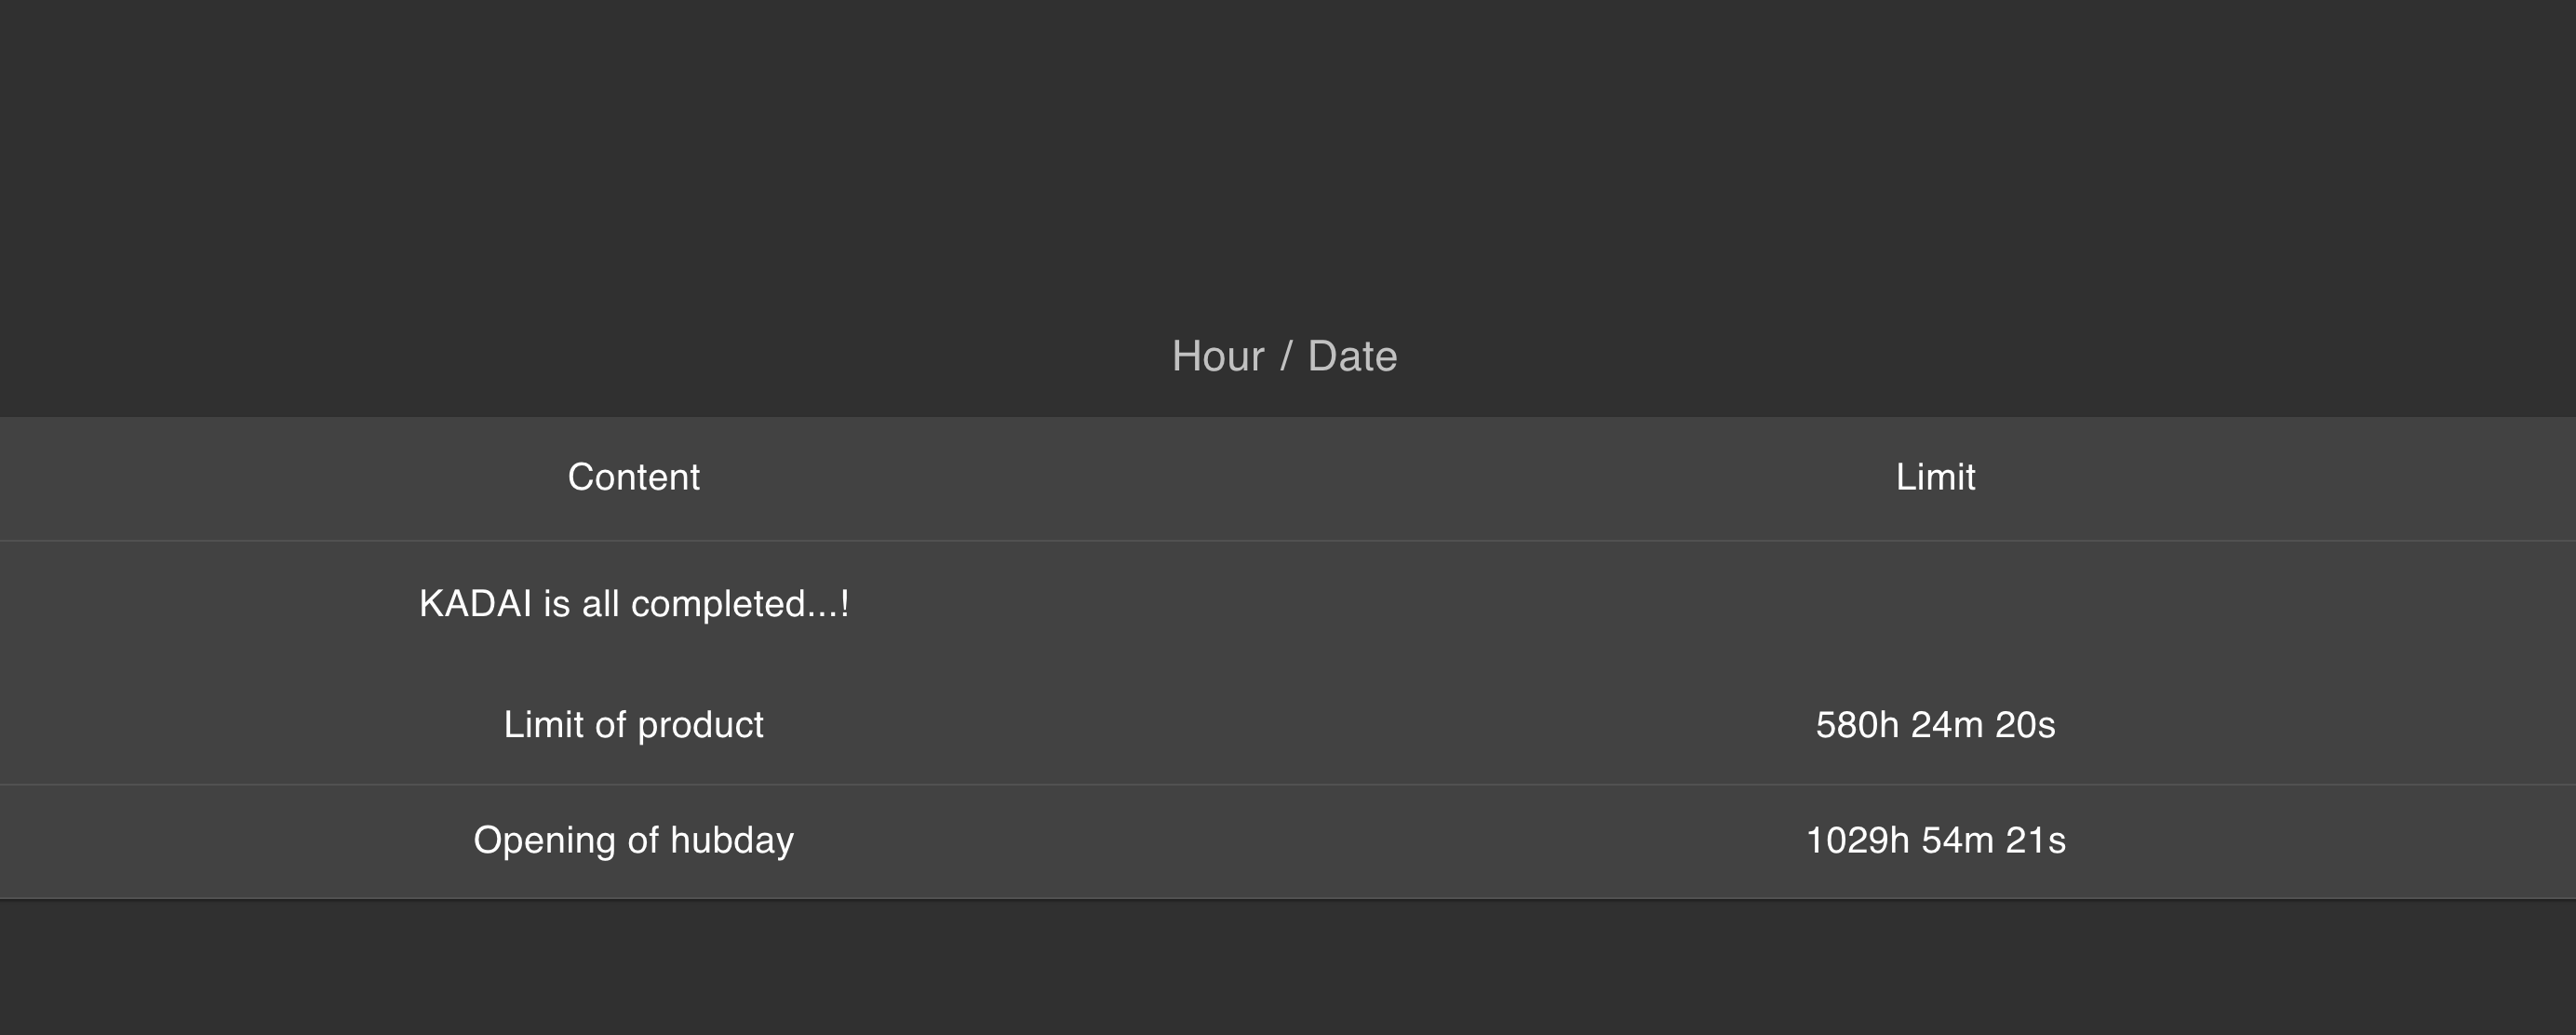 Hour / Date
Content Limit
KADAI is all completed...!
Limit of product 580h 24m 20s
Opening of hubday 1029h 54m 21s